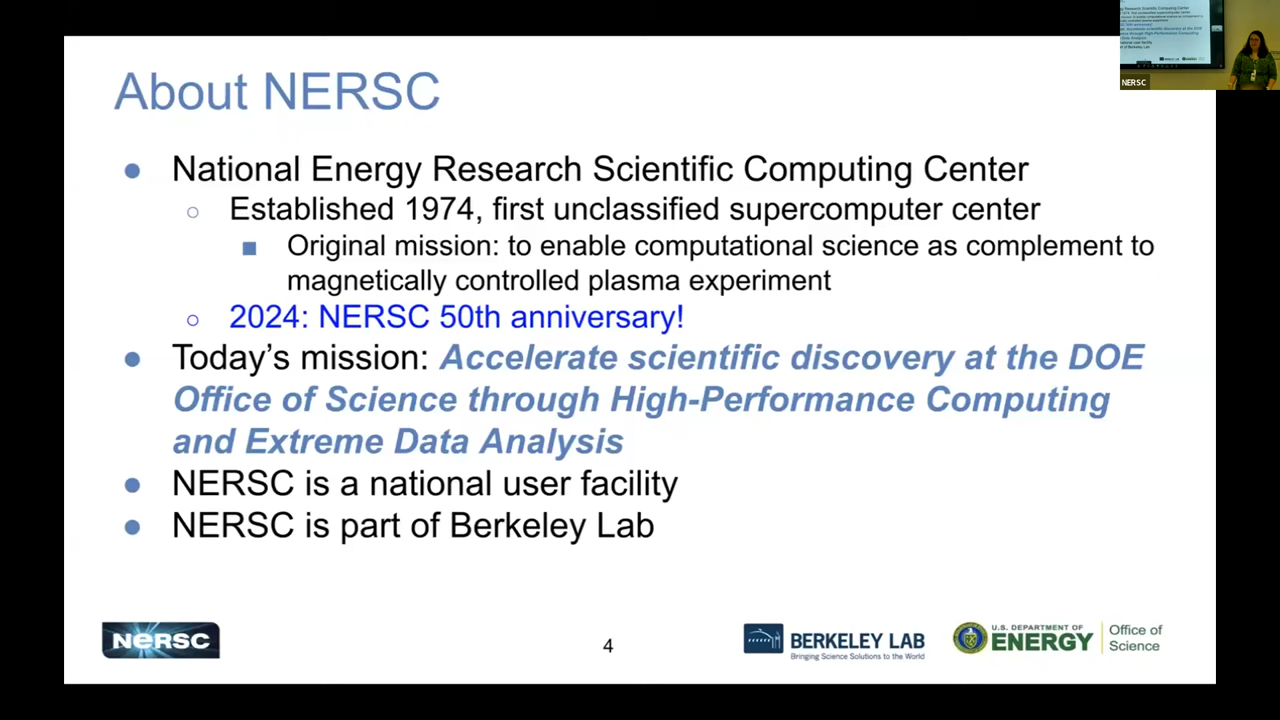 About NERSC
● National Energy Research Scientific Computing Center
○ Established 1974, first unclassified supercomputer center
■ Original mission: to enable computational science as complement to
magnetically controlled plasma experiment
○ 2024: NERSC 50th anniversary!
● Today's mission: Accelerate scientific discovery at the DOE
Office of Science through High-Performance Computing
and Extreme Data Analysis
● NERSC is a national user facility
● NERSC is part of Berkeley Lab
NERSC
4
BERKELEY LAB
Bringing Science Solutions to the World
U.S. DEPARTMENT OF
ENERGY
Office of
Science
NERSC